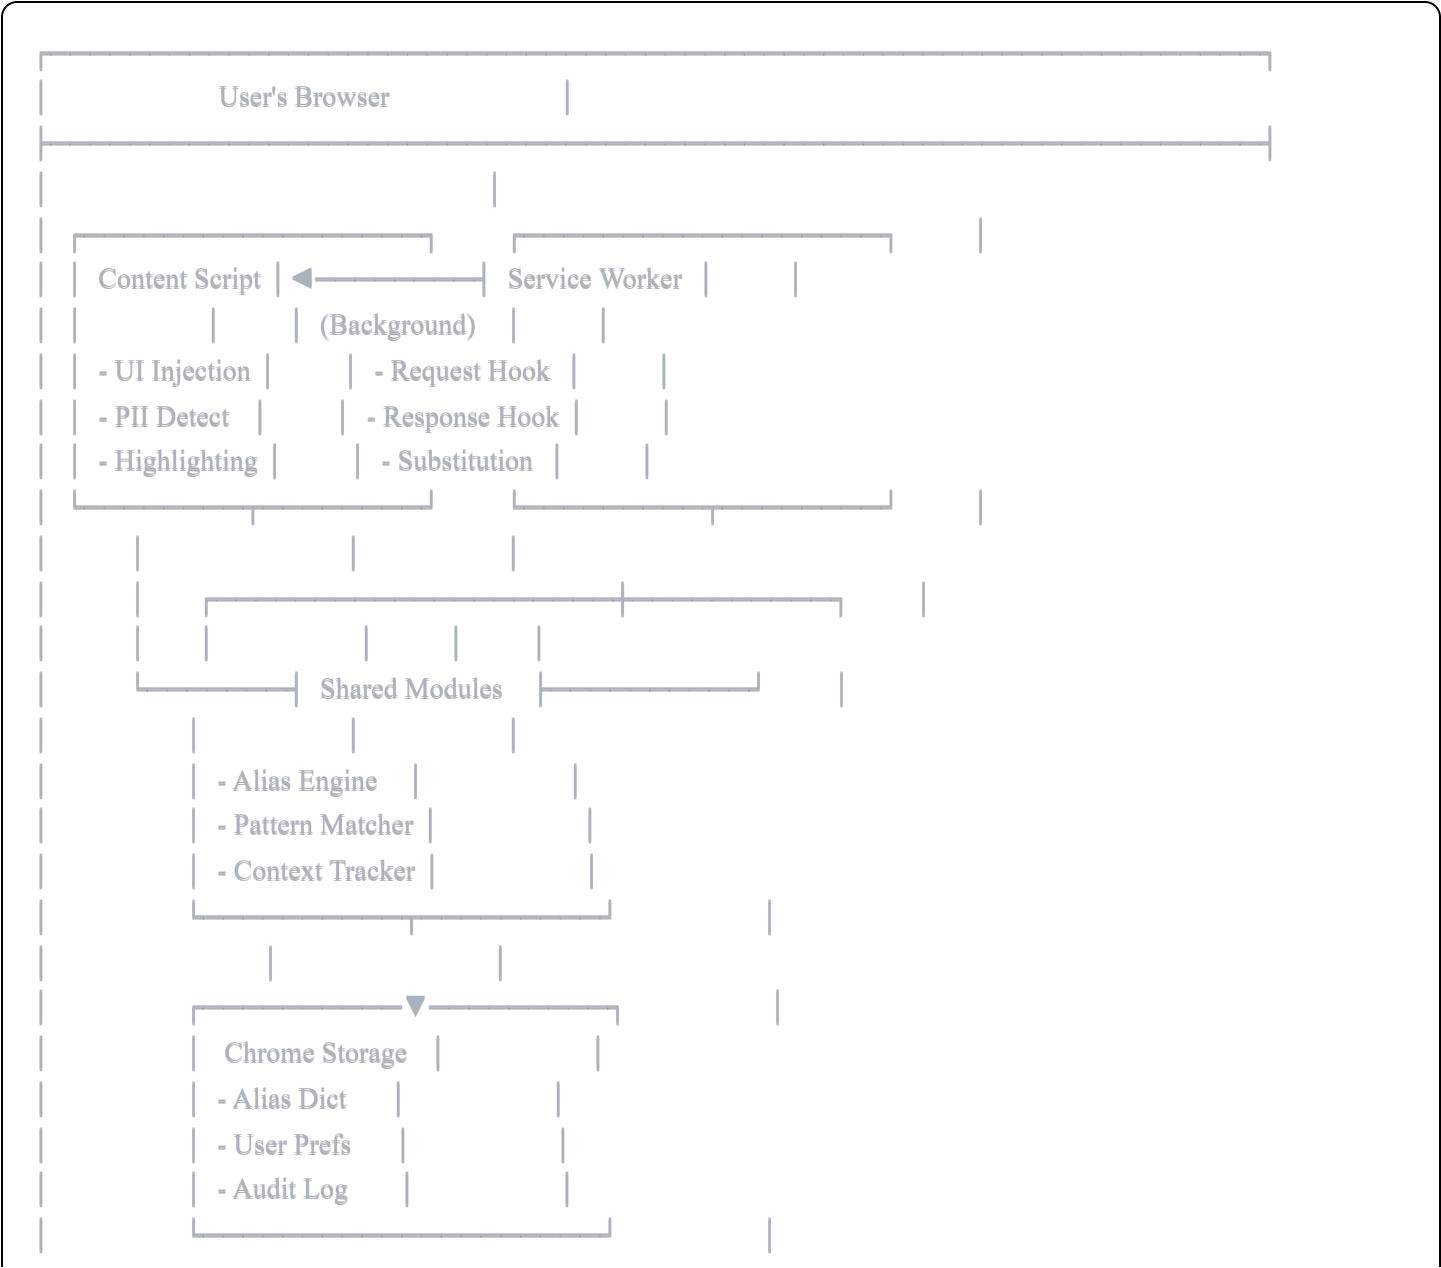 User's Browser
Content Script Service Worker
(Background)
- UI Injection - Request Hook
- PII Detect - Response Hook
- Highlighting - Substitution
Shared Modules
- Alias Engine
- Pattern Matcher
- Context Tracker
Chrome Storage
- Alias Dict
- User Prefs
- Audit Log